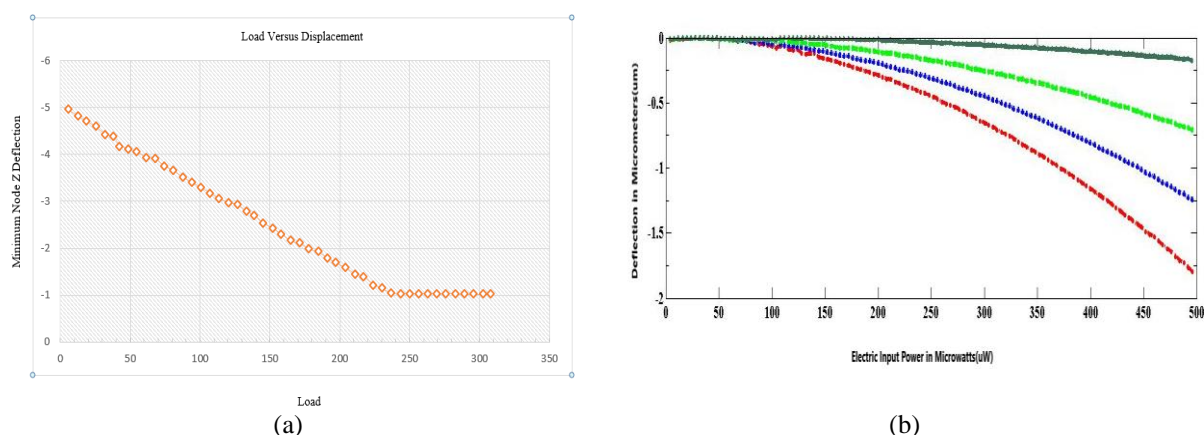 Load Versus Displacement
Minimum Node Z Deflection
-6
-5
-4
-3
-2
-1
0
0 50 100 150 200 250 300 350
Load
(a)
Deflection in Micrometers(um)
0
-0.5
-1
-1.5
-2
0 50 100 150 200 250 300 350 400 450 500
Electric Input Power in Microwatts(uW)
(b)